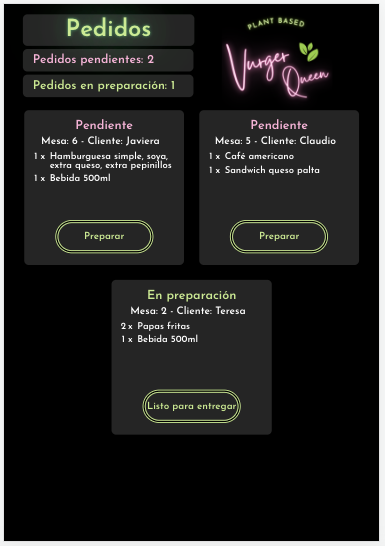 Pedidos
PLANT BASED
Vurger
Queen
Pedidos pendientes: 2
Pedidos en preparación: 1
Pendiente
Mesa: 6 - Cliente: Javiera
1 x Hamburguesa simple, soya,
extra queso, extra pepinillos
1 x Bebida 500ml
Preparar
Pendiente
Mesa: 5 - Cliente: Claudio
1 x Café americano
1 x Sandwich queso palta
Preparar
En preparación
Mesa: 2 - Cliente: Teresa
2 x Papas fritas
1 x Bebida 500ml
Listo para entregar